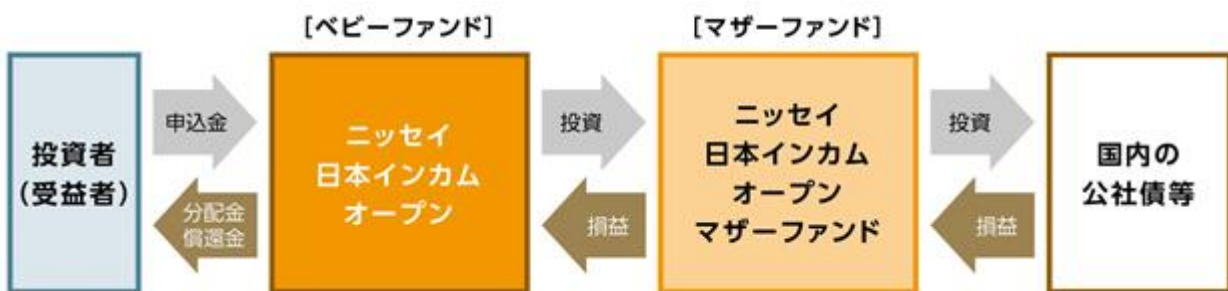 [ベビーファンド]
[マザーファンド]
投資者
(受益者)
申込金
分配金
償還金
ニッセイ
日本インカム
オープン
投資
損益
ニッセイ
日本インカム
オープン
マザーファンド
投資
損益
国内の
公社債等